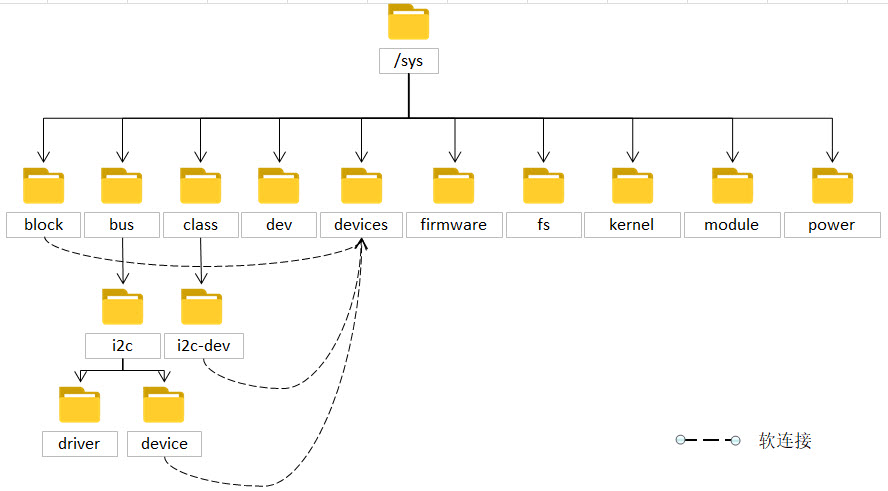 /sys
block
bus
class
dev
devices
firmware
fs
kernel
module
power
i2c
i2c-dev
driver
device
软连接